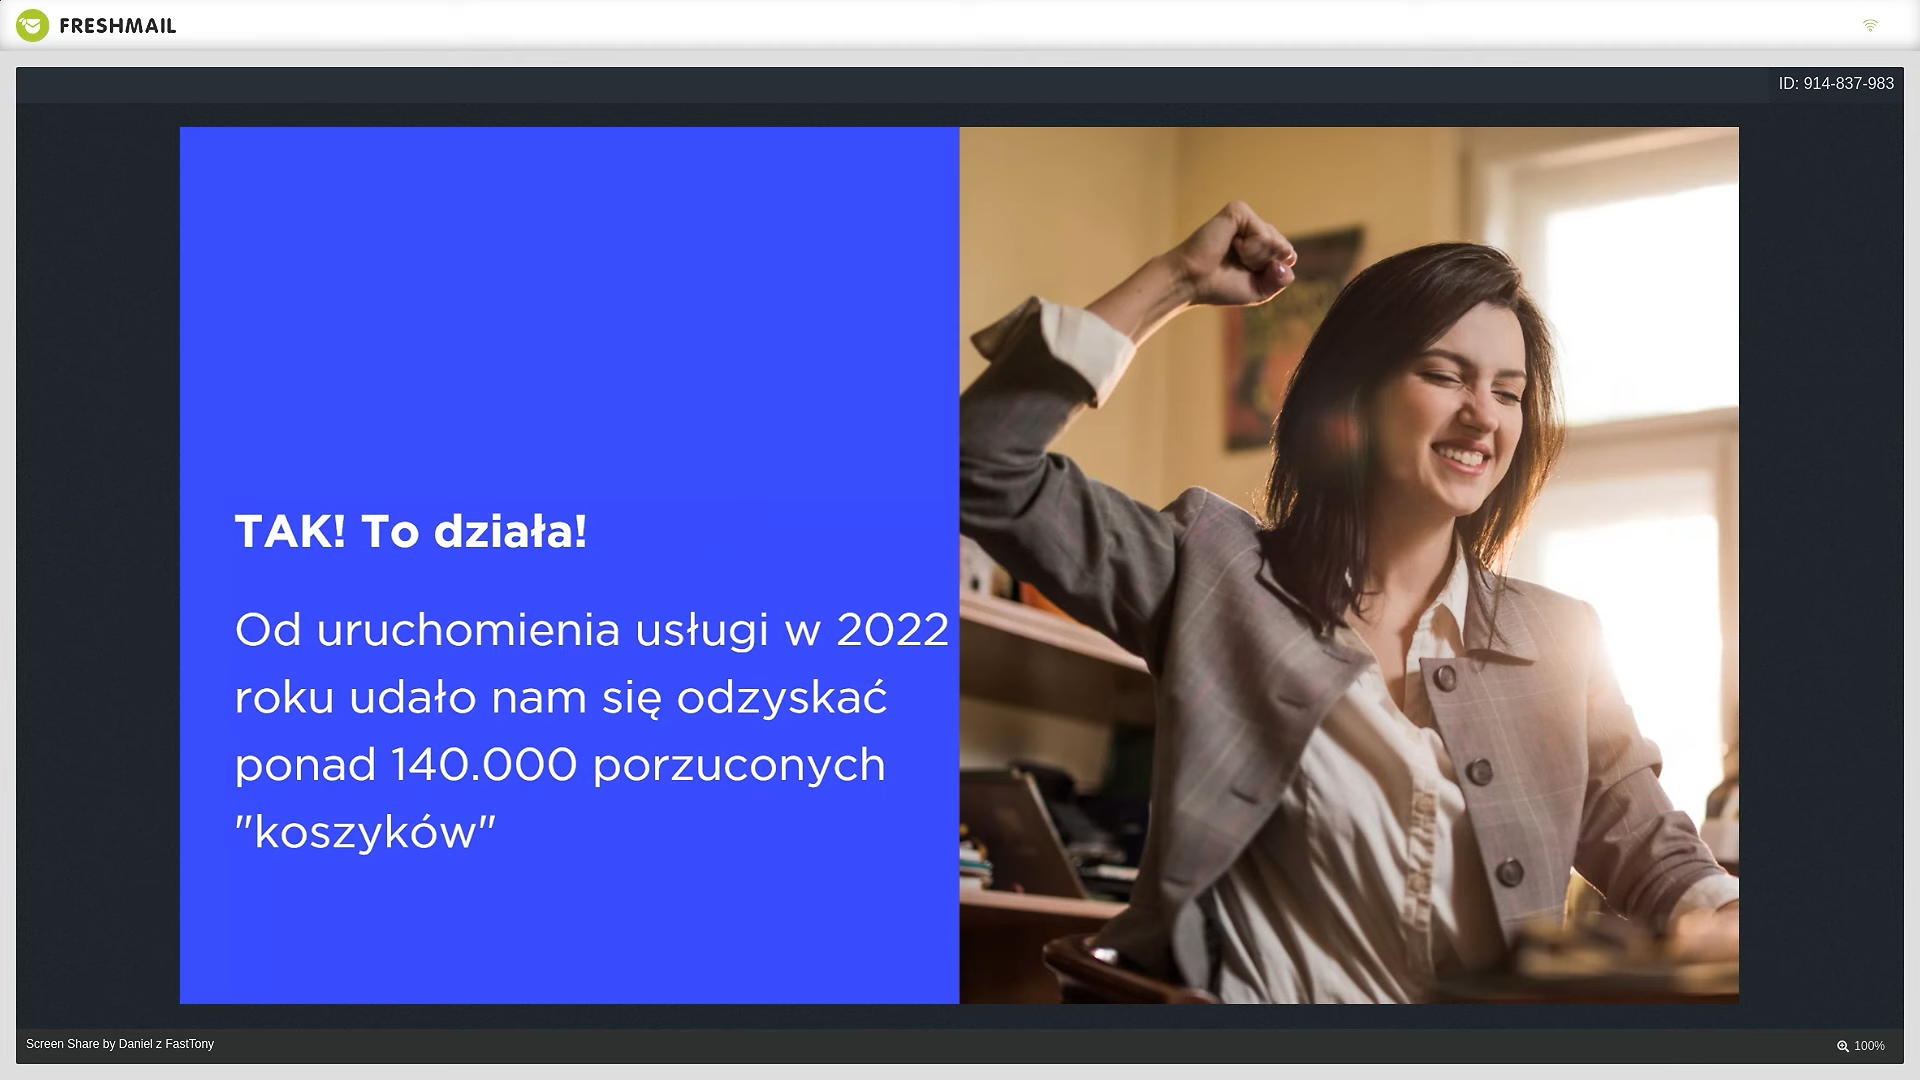 FRESHMAIL
ID: 914-837-983
TAK! To działa!
Od uruchomienia usługi w 2022
roku udało nam się odzyskać
ponad 140.000 porzuconych
"koszyków"
Screen Share by Daniel z FastTony
100%